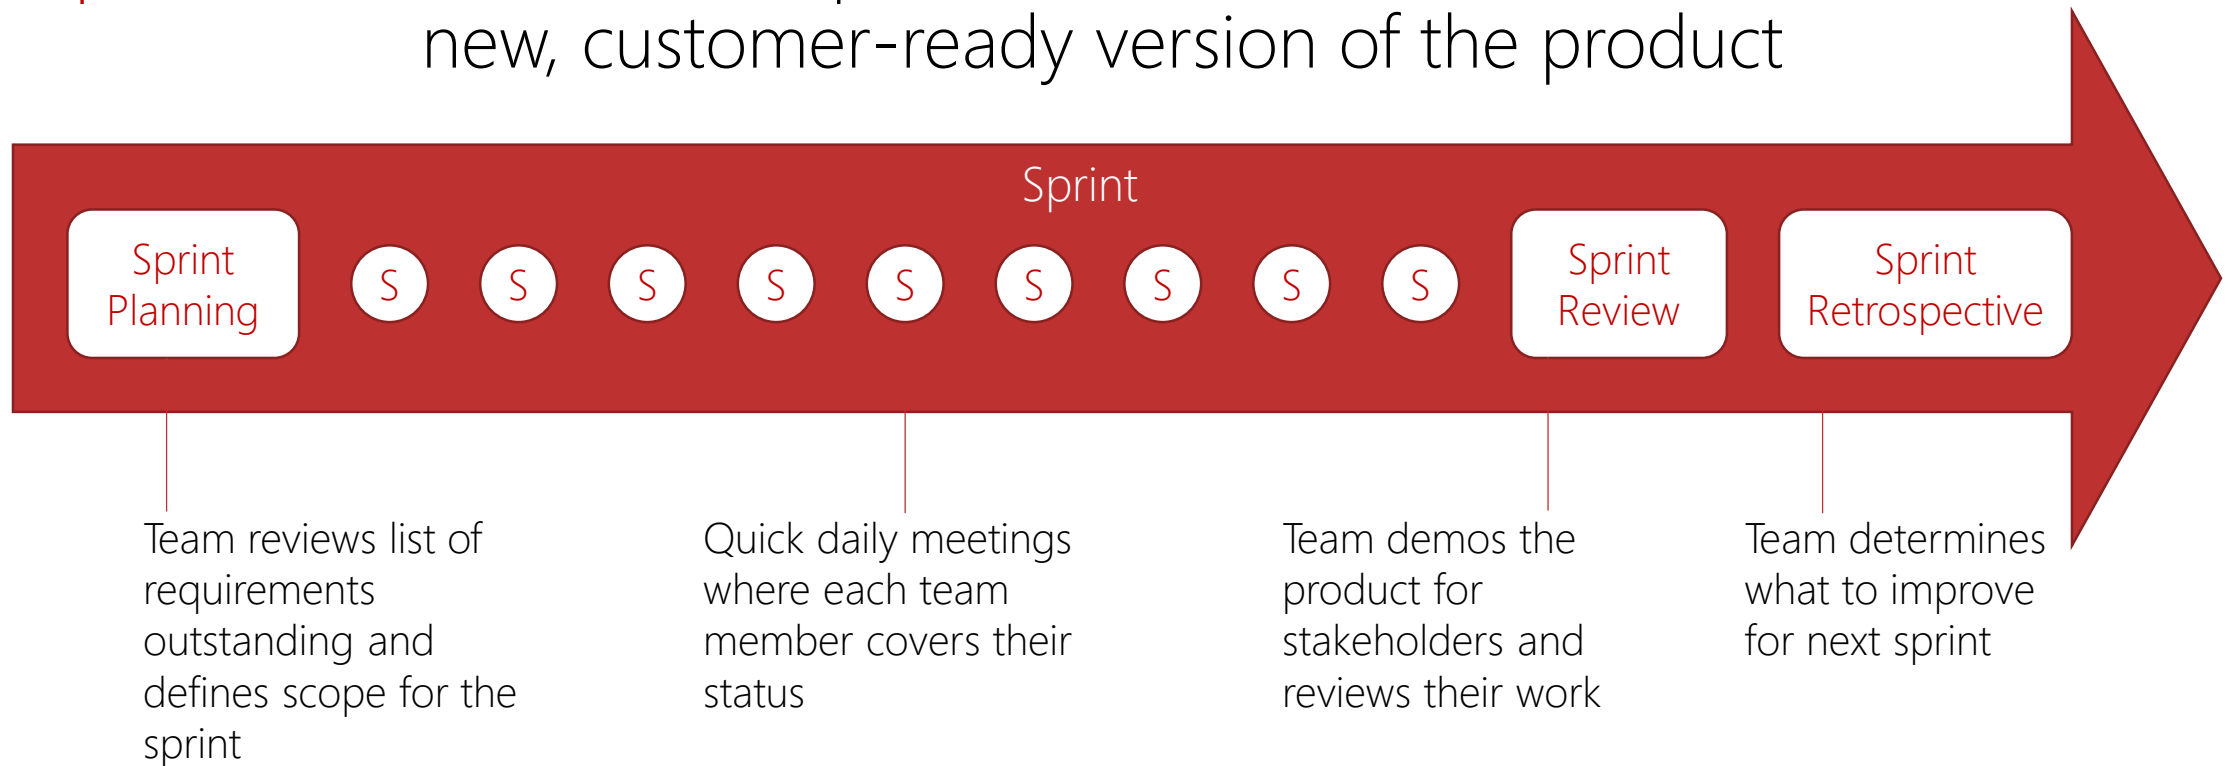 new, customer-ready version of the product
Sprint
Sprint
Planning
S S S S S S S S S
Sprint
Review
Sprint
Retrospective
Team reviews list of
requirements
outstanding and
defines scope for the
sprint
Quick daily meetings
where each team
member covers their
status
Team demos the
product for
stakeholders and
reviews their work
Team determines
what to improve
for next sprint